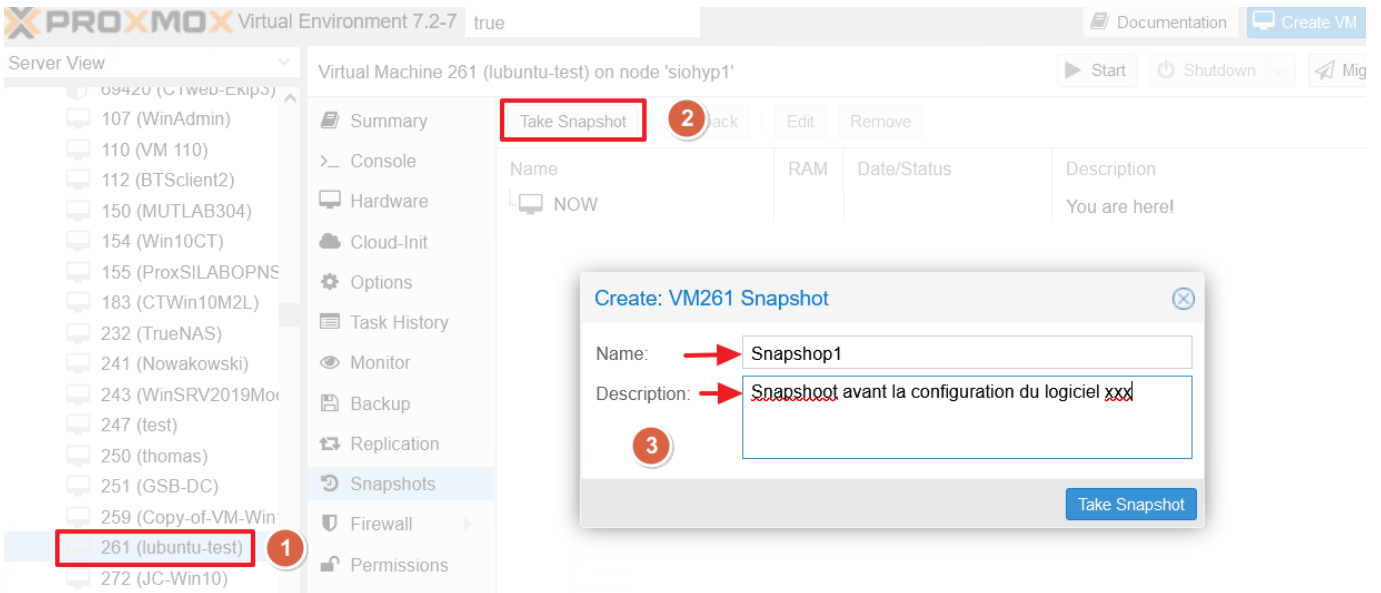 PROXMOX Virtual Environment 7.2-7 true
Documentation Create VM
Server View
Virtual Machine 261 (lubuntu-test) on node 'siohyp1'
Start Shutdown Mig
69420 (CTweb-Ekip3)
107 (WinAdmin)
110 (VM 110)
112 (BTSclient2)
150 (MUTLAB304)
154 (Win10CT)
155 (ProxSILABOPNS
183 (CTWin10M2L)
232 (TrueNAS)
241 (Nowakowski)
243 (WinSRV2019Mo
247 (test)
250 (thomas)
251 (GSB-DC)
259 (Copy-of-VM-Win
261 (lubuntu-test) 1
272 (JC-Win10)
Summary
>_ Console
Hardware
Cloud-Init
Options
Task History
Monitor
Backup
Replication
Snapshots
Firewall
Permissions
Take Snapshot 2 back Edit Remove
Name RAM Date/Status Description
NOW You are here!
Create: VM261 Snapshot
Name: Snapshop1
Description: Snapshoot avant la configuration du logiciel xxx
3
Take Snapshot